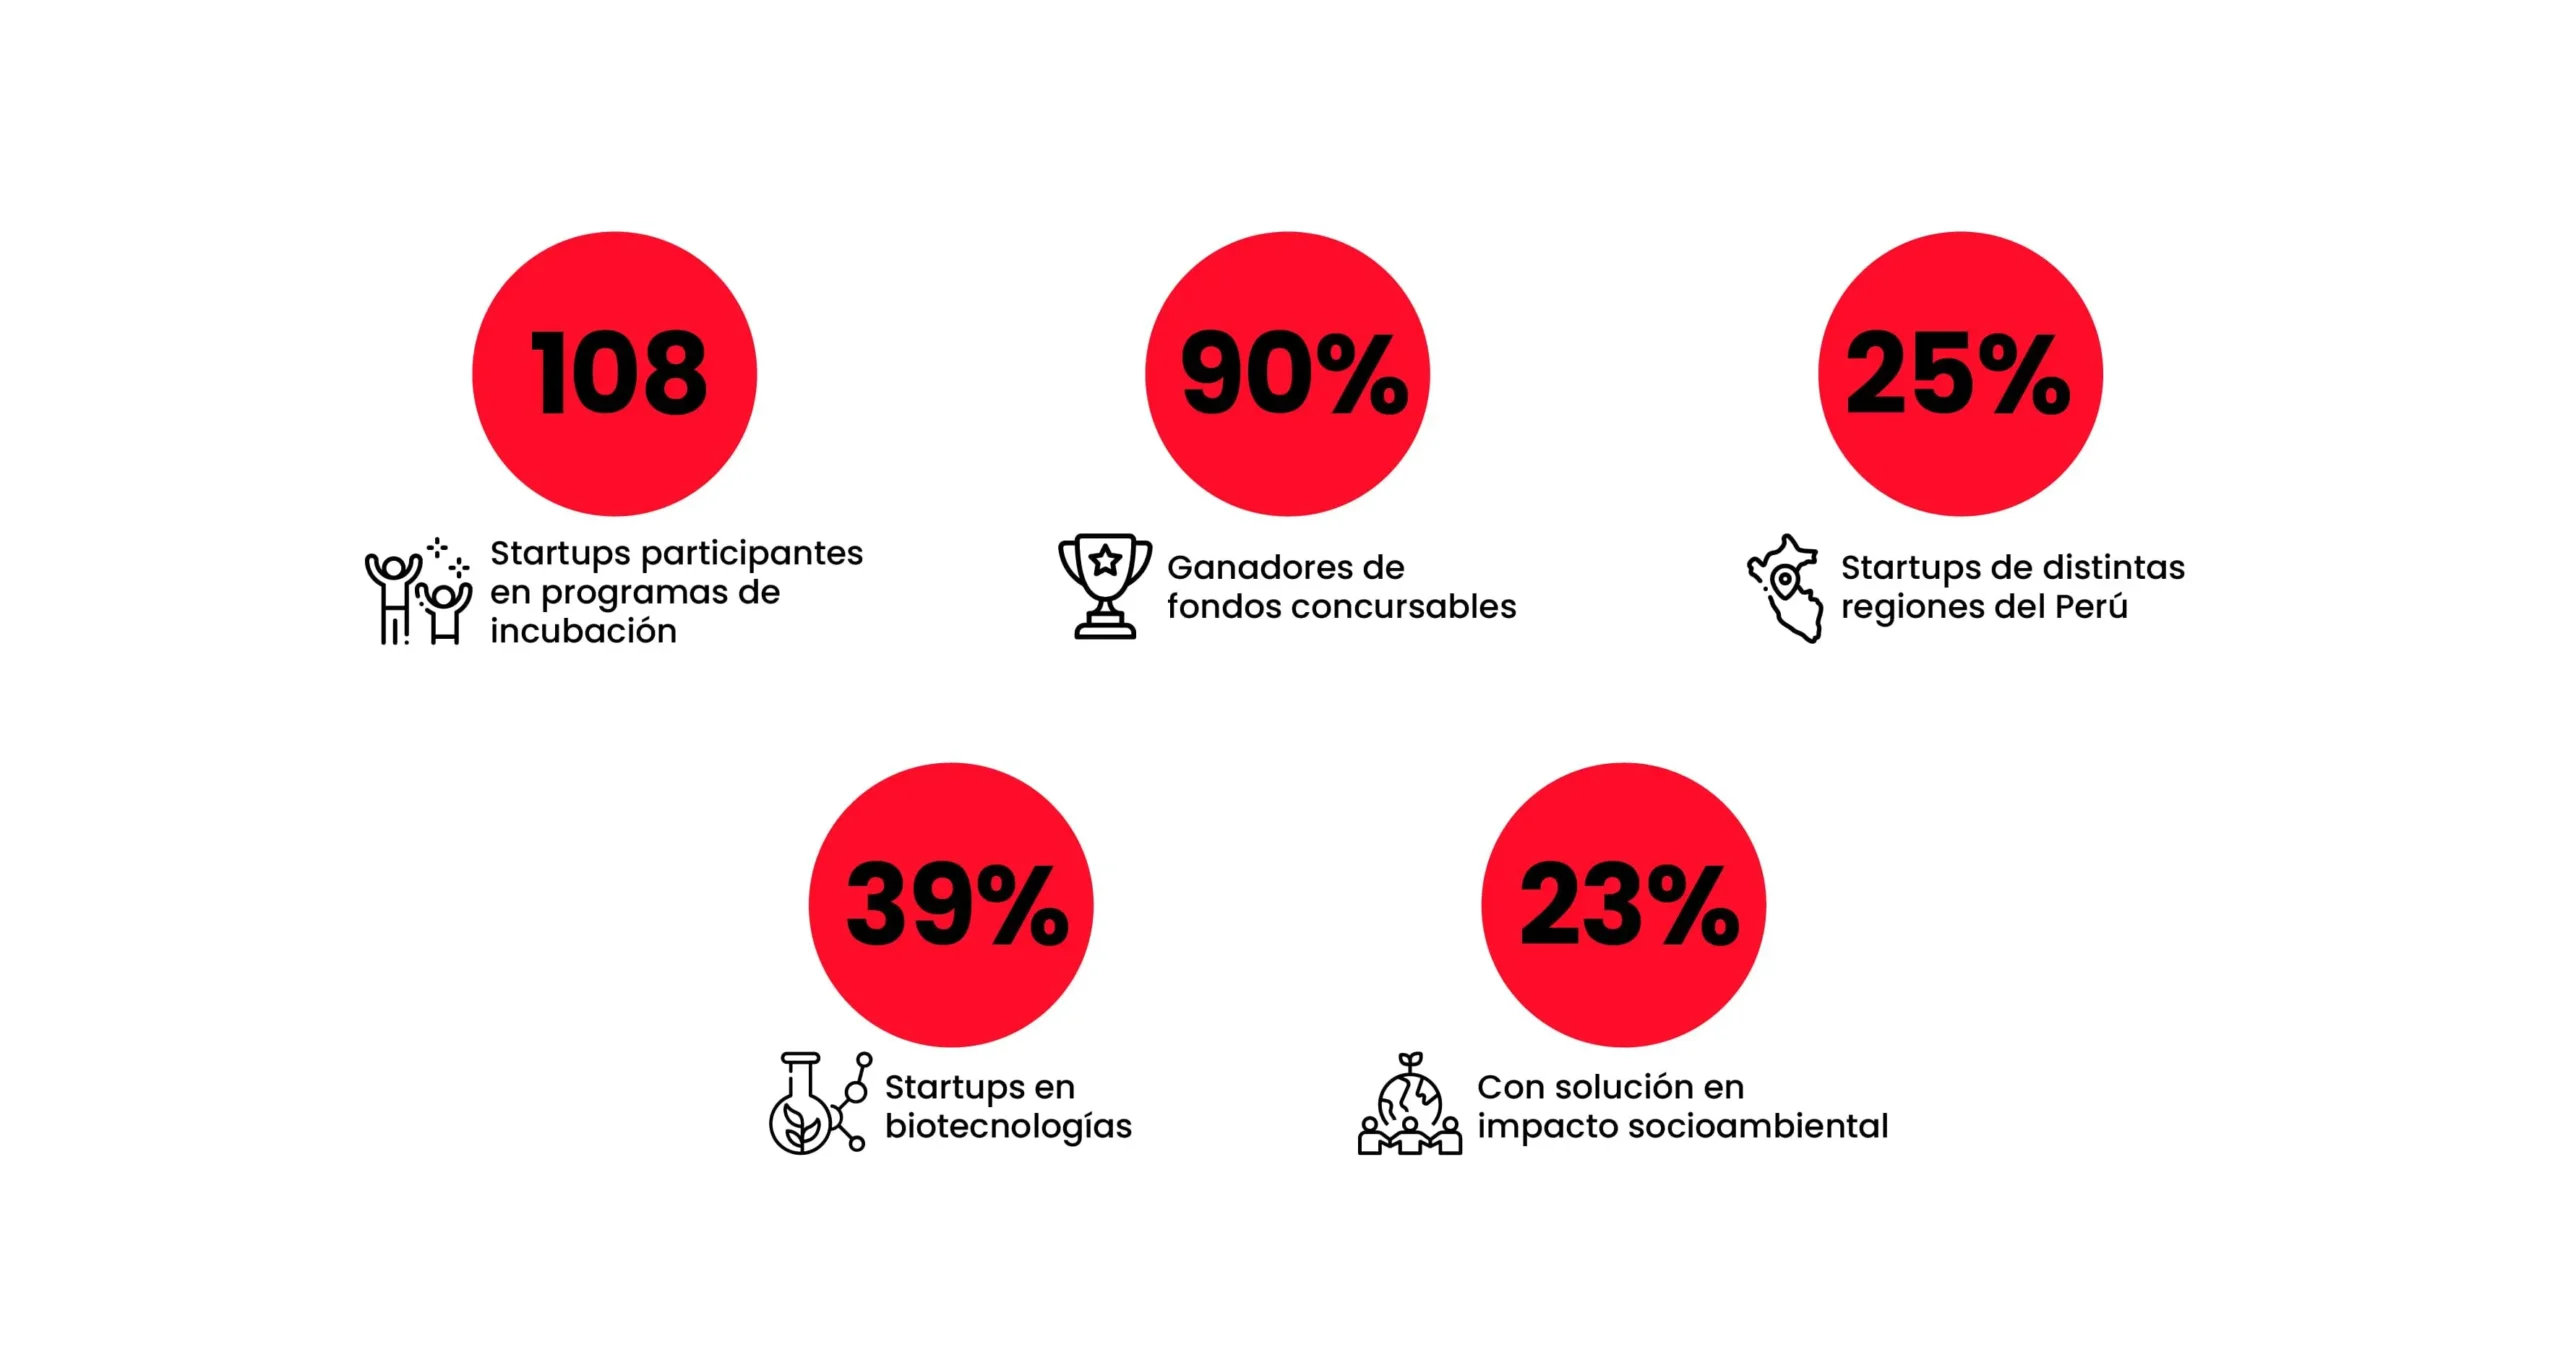 108
Startups participantes
en programas de
incubación
90%
Ganadores de
fondos concursables
25%
Startups de distintas
regiones del Perú
39%
Startups en
biotecnologías
23%
Con solución en
impacto socioambiental